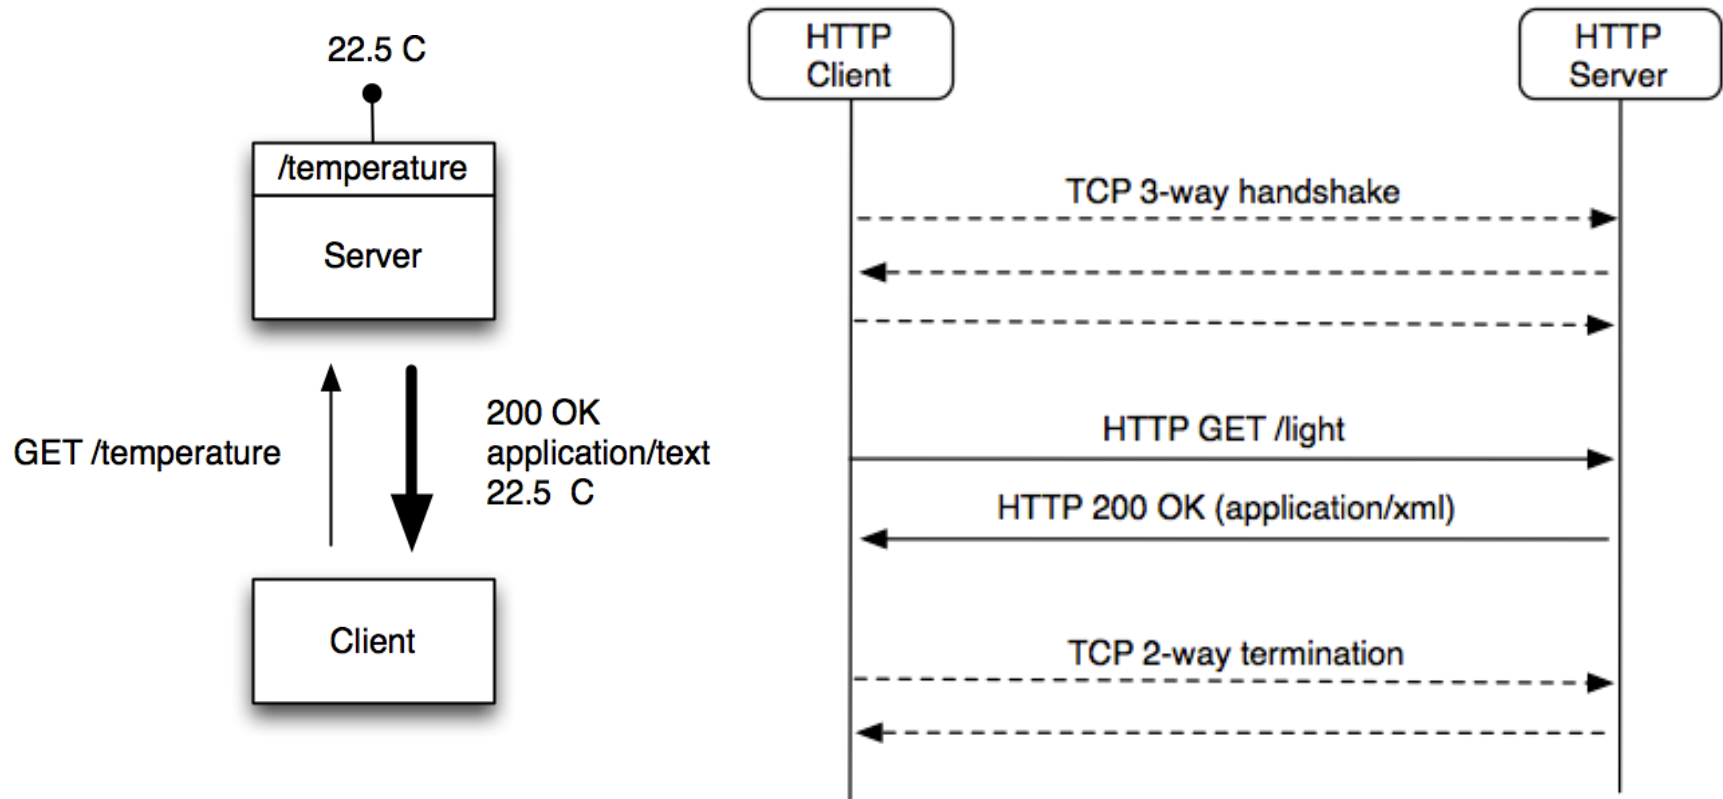 22.5 C
/temperature
Server
GET /temperature
200 OK
application/text
22.5 C
Client
HTTP
Client
HTTP
Server
TCP 3-way handshake
HTTP GET /light
HTTP 200 OK (application/xml)
TCP 2-way termination